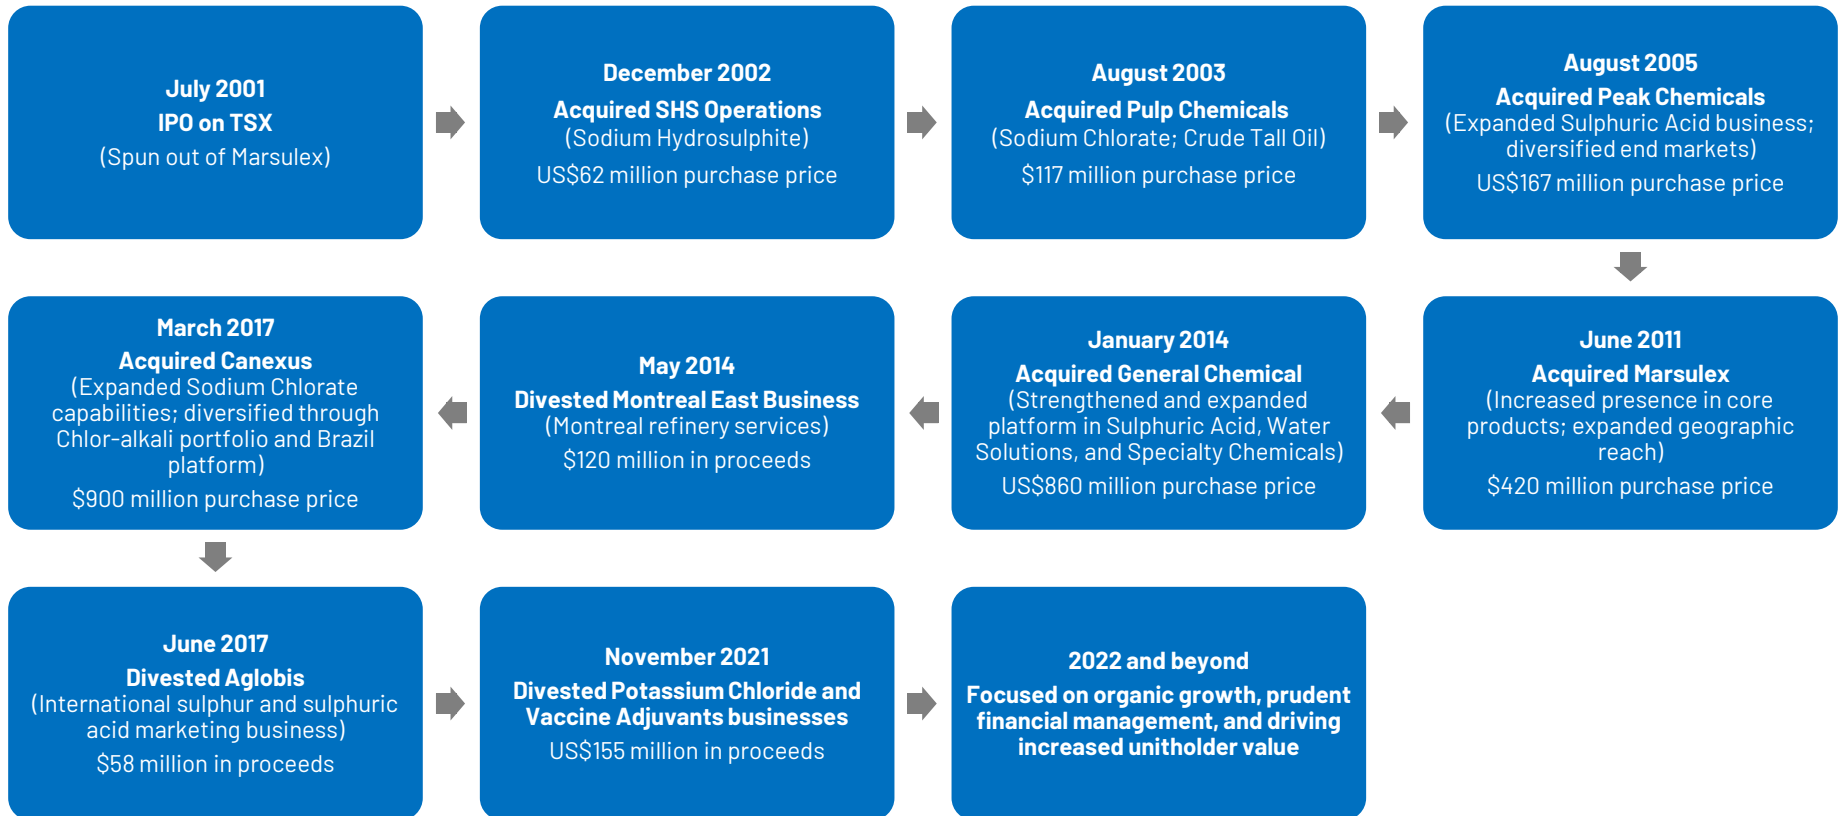 July 2001
IPO on TSX
(Spun out of Marsulex)
December 2002
Acquired SHS Operations
(Sodium Hydrosulphite)
US$62 million purchase price
August 2003
Acquired Pulp Chemicals
(Sodium Chlorate; Crude Tall Oil)
$117 million purchase price
August 2005
Acquired Peak Chemicals
(Expanded Sulphuric Acid business;
diversified end markets)
US$167 million purchase price
June 2011
Acquired Marsulex
(Increased presence in core
products; expanded geographic
reach)
$420 million purchase price
January 2014
Acquired General Chemical
(Strengthened and expanded
platform in Sulphuric Acid, Water
Solutions, and Specialty Chemicals)
US$860 million purchase price
May 2014
Divested Montreal East Business
(Montreal refinery services)
$120 million in proceeds
March 2017
Acquired Canexus
(Expanded Sodium Chlorate
capabilities; diversified through
Chlor-alkali portfolio and Brazil
platform)
$900 million purchase price
June 2017
Divested Aglobis
(International sulphur and sulphuric
acid marketing business)
$58 million in proceeds
November 2021
Divested Potassium Chloride and
Vaccine Adjuvants businesses
US$155 million in proceeds
2022 and beyond
Focused on organic growth, prudent
financial management, and driving
increased unitholder value